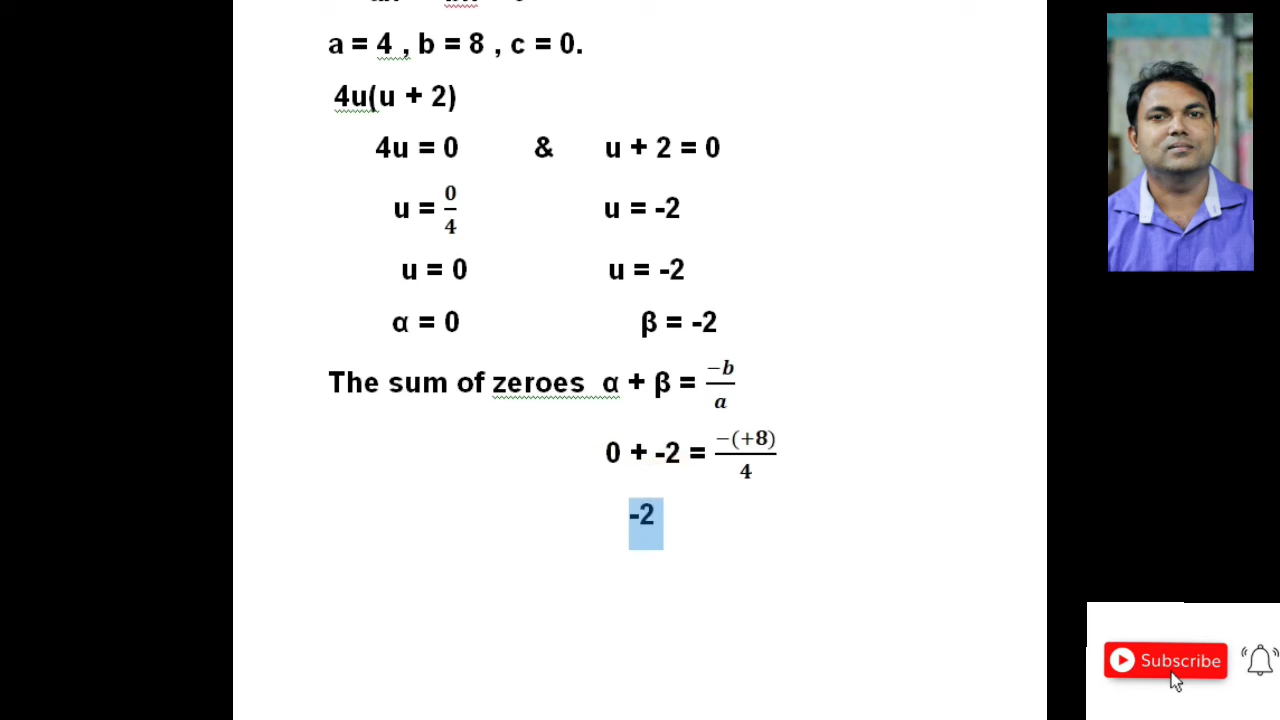 a = 4 , b = 8 , c = 0.
4u(u + 2)
4u = 0 & u + 2 = 0
u = 0/4 u = -2
u = 0 u = -2
α = 0 β = -2
The sum of zeroes α + β = −b/a
0 + -2 = −(+8)/4
-2
Subscribe